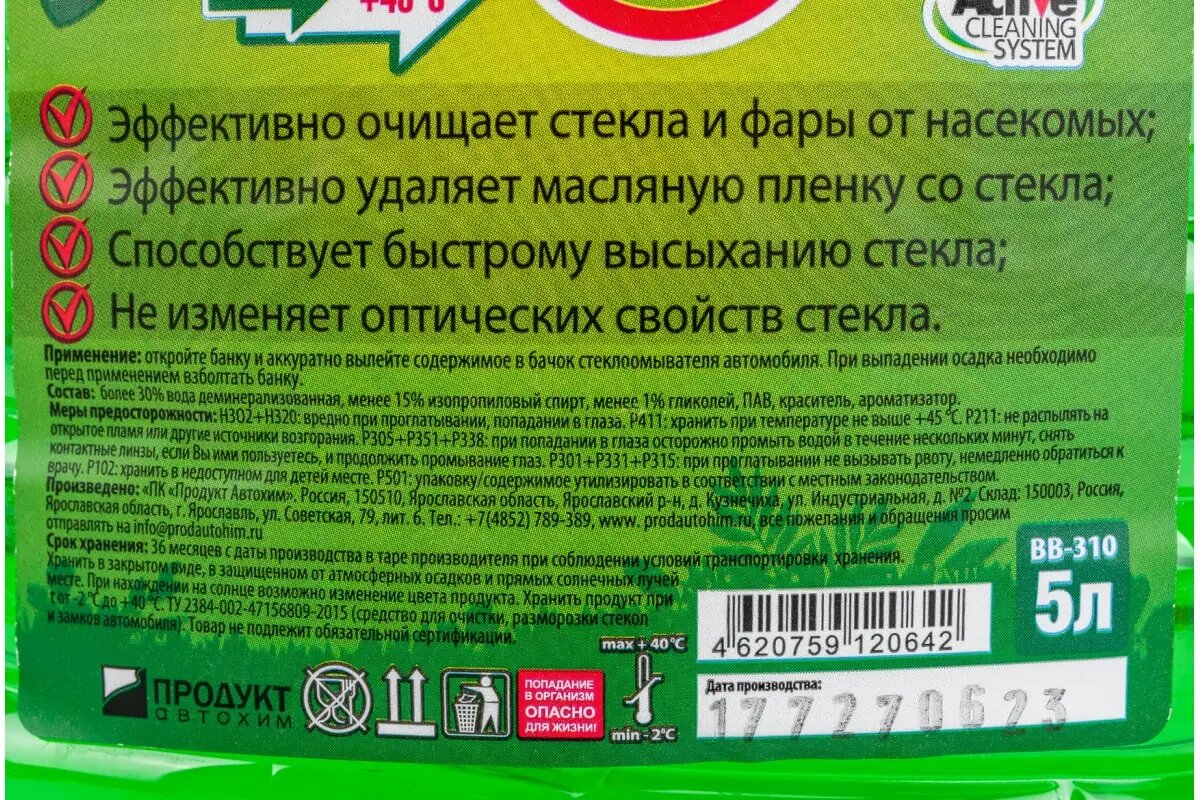 +40°C
Active
CLEANING
SYSTEM
Эффективно очищает стекла и фары от насекомых;
Эффективно удаляет масляную пленку со стекла;
Способствует быстрому высыханию стекла;
Не изменяет оптических свойств стекла.
Применение: откройте банку и аккуратно вылейте содержимое в бачок стеклоомывателя автомобиля. При выпадении осадка необходимо
перед применением взболтать банку.
Состав: более 30% вода деминерализованная, менее 15% изопропиловый спирт, менее 1% гликолей, ПАВ, краситель, ароматизатор.
Меры предосторожности: H302+H320: вредно при проглатывании, попадании в глаза. P411: хранить при температуре не выше +45 °C. P211: не распылять на
открытое пламя или другие источники возгорания. P305+P351+P338: при попадании в глаза осторожно промыть водой в течение нескольких минут, снять
контактные линзы, если Вы ими пользуетесь, и продолжить промывание глаз. P301+P331+P315: при проглатывании не вызывать рвоту, немедленно обратиться к
врачу. P102: хранить в недоступном для детей месте. P501: упаковку/содержимое утилизировать в соответствии с местным законодательством.
Произведено: «ПК «Продукт Автохим». Россия, 150510, Ярославская область, Ярославский р-н, д. Кузнечиха, ул. Индустриальная, д. №2. Склад: 150003, Россия,
Ярославская область, г. Ярославль, ул. Советская, 79, лит. 6. Тел.: +7(4852) 789-389, www. prodautohim.ru, все пожелания и обращения просим
отправлять на info@prodautohim.ru
Срок хранения: 36 месяцев с даты производства в таре производителя при соблюдении условий транспортировки хранения.
Хранить в закрытом виде, в защищенном от атмосферных осадков и прямых солнечных лучей
месте. При нахождении на солнце возможно изменение цвета продукта. Хранить продукт при
t от -2 °C до +40 °C. ТУ 2384-002-47156809-2015 (средство для очистки, разморозки стекол
и замков автомобиля). Товар не подлежит обязательной сертификации.
BB-310
5л
4 620759 120642
max + 40 °C
min - 2°C
ПРОДУКТ
автохим
ПОПАДАНИЕ
В ОРГАНИЗМ
ОПАСНО
ДЛЯ ЖИЗНИ!
Дата производства:
177270623